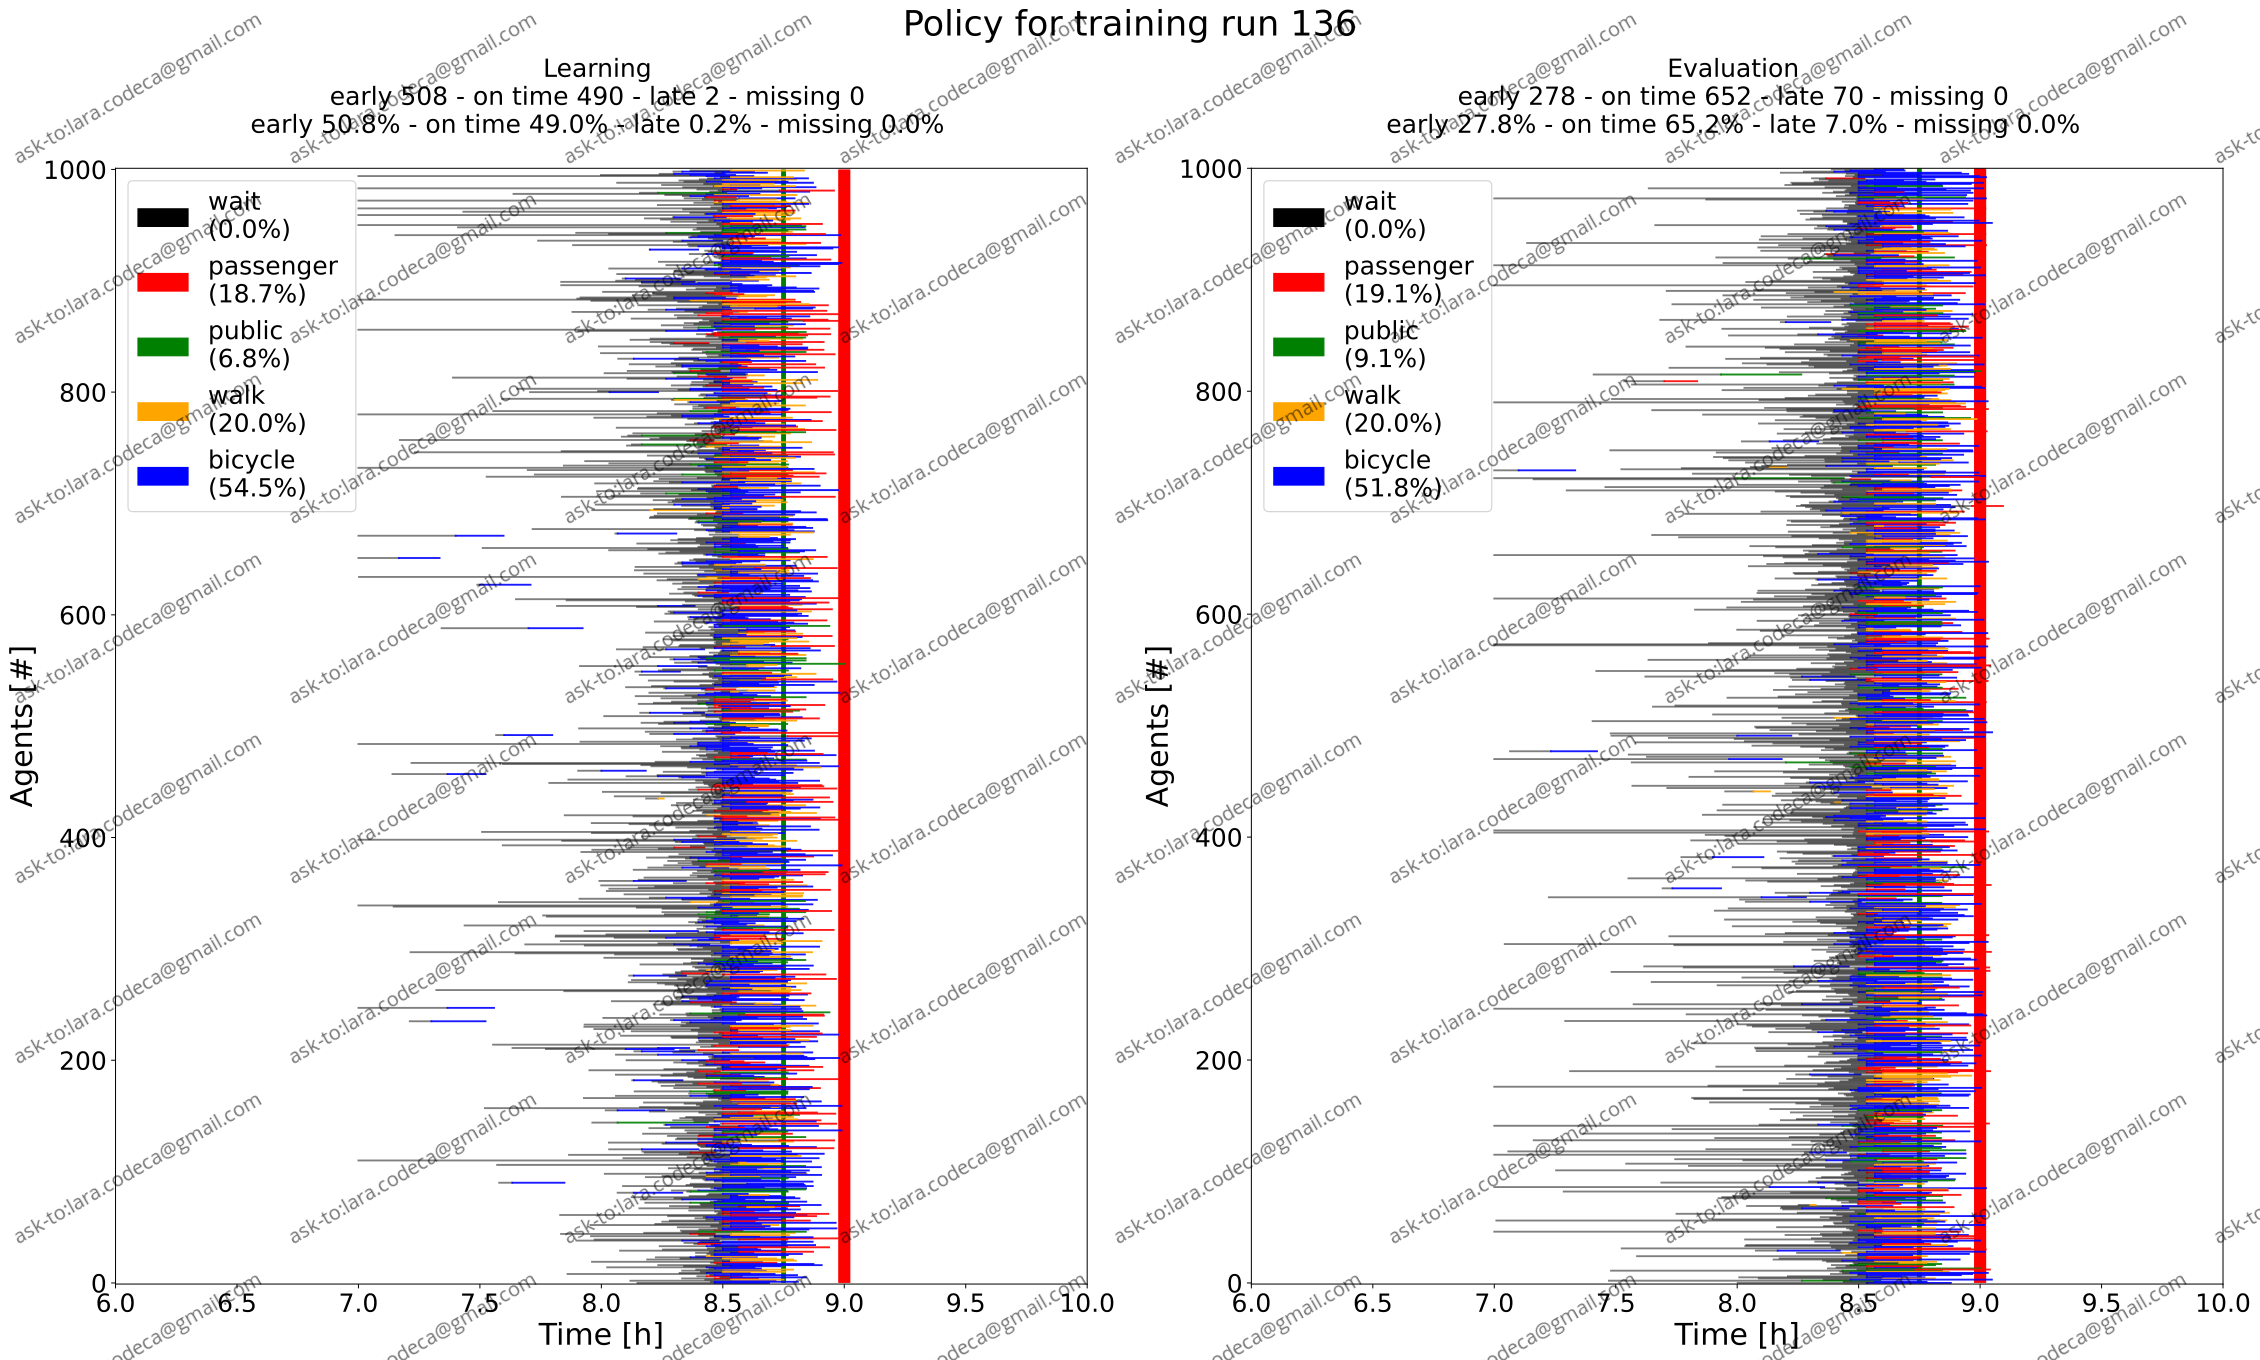 Policy for training run 136
Learning
early 508 - on time 490 - late 2 - missing 0
early 50.8% - on time 49.0% - late 0.2% - missing 0.0%
1000
800
600
400
200
0
Agents [#]
wait
(0.0%)
passenger
(18.7%)
public
(6.8%)
walk
(20.0%)
bicycle
(54.5%)
6.0 6.5 7.0 7.5 8.0 8.5 9.0 9.5 10.0
Time [h]
Evaluation
early 278 - on time 652 - late 70 - missing 0
early 27.8% - on time 65.2% - late 7.0% - missing 0.0%
1000
800
600
400
200
0
Agents [#]
wait
(0.0%)
passenger
(19.1%)
public
(9.1%)
walk
(20.0%)
bicycle
(51.8%)
6.0 6.5 7.0 7.5 8.0 8.5 9.0 9.5 10.0
Time [h]
ask-to:lara.codeca@gmail.com